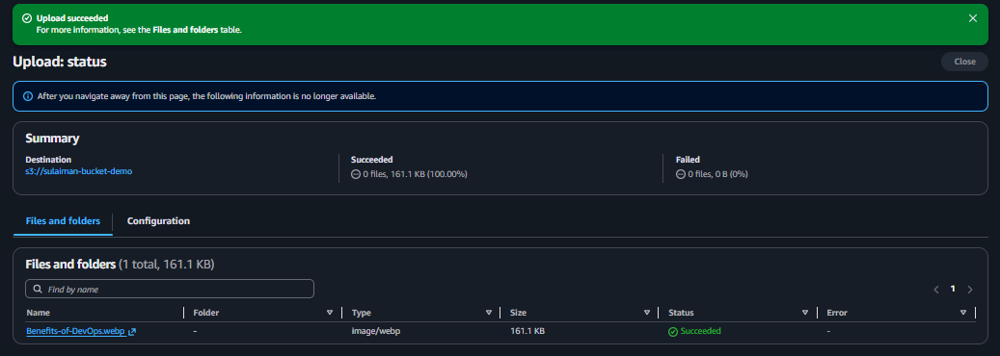 Upload succeeded
For more information, see the Files and folders table.
Upload: status
Close
After you navigate away from this page, the following information is no longer available.
Summary
Destination
s3://sulaiman-bucket-demo
Succeeded
0 files, 161.1 KB (100.00%)
Failed
0 files, 0 B (0%)
Files and folders
Configuration
Files and folders (1 total, 161.1 KB)
Find by name
1
Name Folder Type Size Status Error
Benefits-of-DevOps.webp - image/webp 161.1 KB Succeeded -